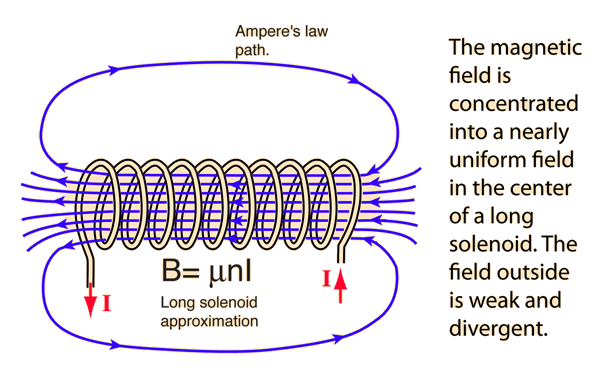 Ampere's law
path.
The magnetic
field is
concentrated
into a nearly
uniform field
in the center
of a long
solenoid. The
field outside
is weak and
divergent.
B= μnI
I
I
Long solenoid
approximation